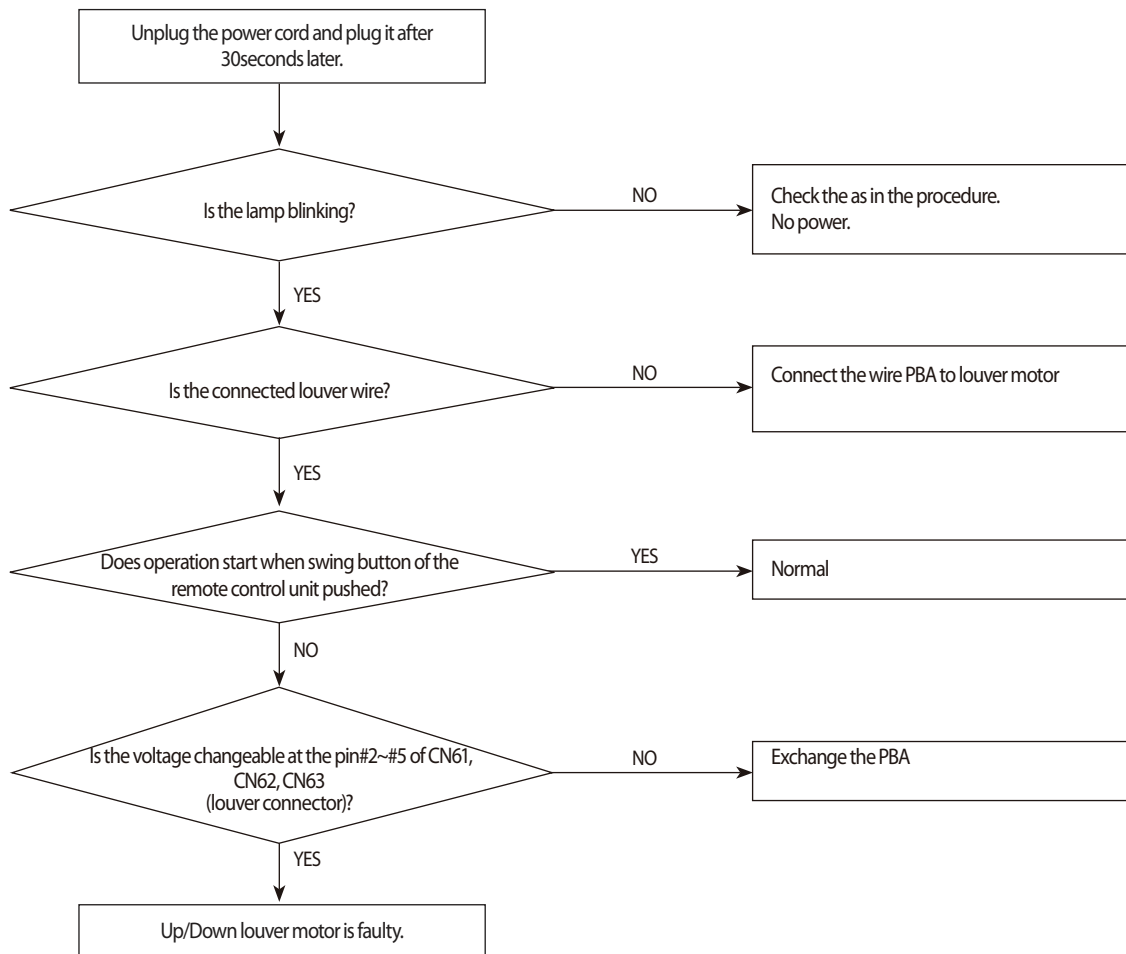 Unplug the power cord and plug it after
30seconds later.
Is the lamp blinking?
NO
Check the as in the procedure.
No power.
YES
Is the connected louver wire?
NO
Connect the wire PBA to louver motor
YES
Does operation start when swing button of the
remote control unit pushed?
YES
Normal
NO
Is the voltage changeable at the pin#2~#5 of CN61,
CN62, CN63
(louver connector)?
NO
Exchange the PBA
YES
Up/Down louver motor is faulty.